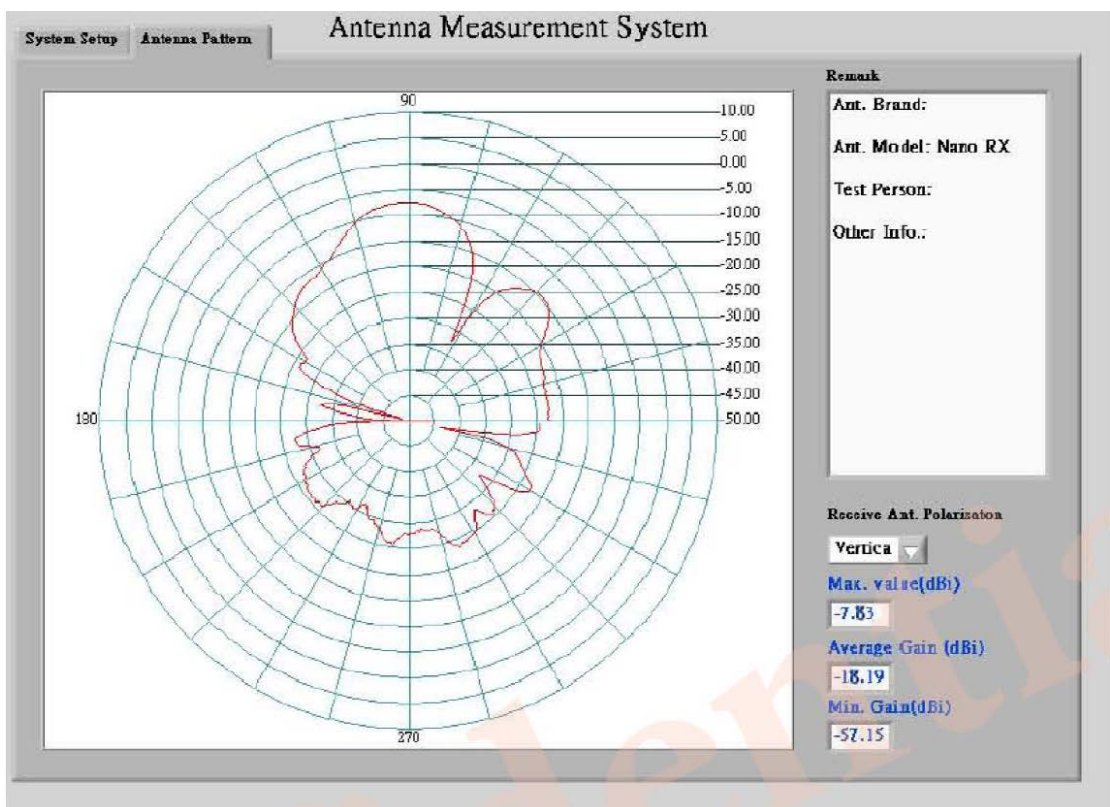 Antenna Measurement System
System Setup
Antenna Pattern
90
10.00
5.00
0.00
-5.00
-10.00
-15.00
-20.00
-25.00
-30.00
-35.00
-40.00
-45.00
50.00
180
270
Remark
Ant. Brand:
Ant. Model: Nano RX
Test Person:
Other Info.:
Receive Ant. Polarisaton
Vertica
Max. value(dBi)
-7.83
Average Gain (dBi)
-18.19
Min. Gain(dBi)
-57.15